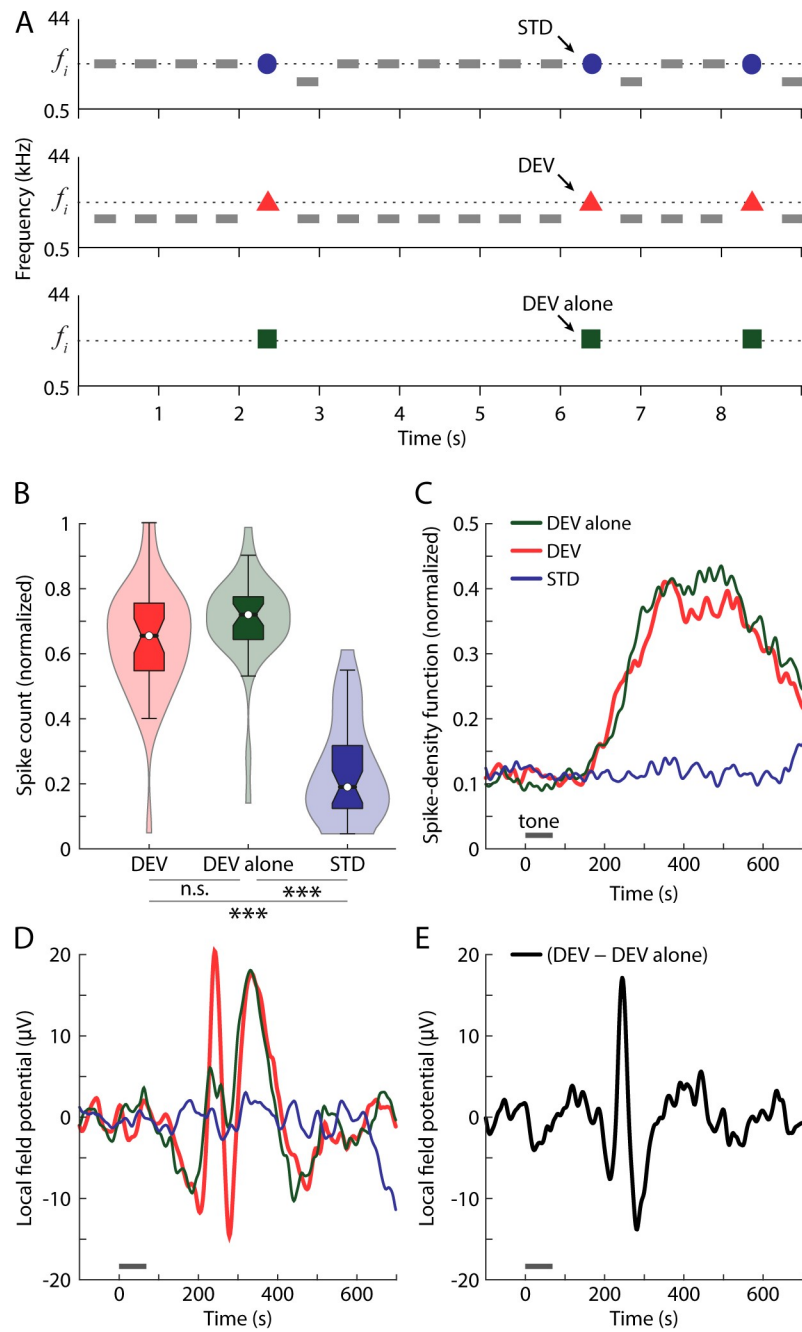 A
Frequency (kHz)
44
STD
fi
0.5
44
DEV
fi
0.5
44
DEV alone
fi
0.5
1 2 3 4 5 6 7 8
Time (s)
B
Spike count (normalized)
1
0.8
0.6
0.4
0.2
0
DEV DEV alone STD
n.s. ***
***
C
Spike-density function (normalized)
0.5
0.4
0.3
0.2
0.1
0
DEV alone
DEV
STD
tone
0 200 400 600
Time (s)
D
Local field potential (µV)
20
10
0
-10
-20
0 200 400 600
Time (s)
E
Local field potential (µV)
20
10
0
-10
-20
(DEV − DEV alone)
0 200 400 600
Time (s)